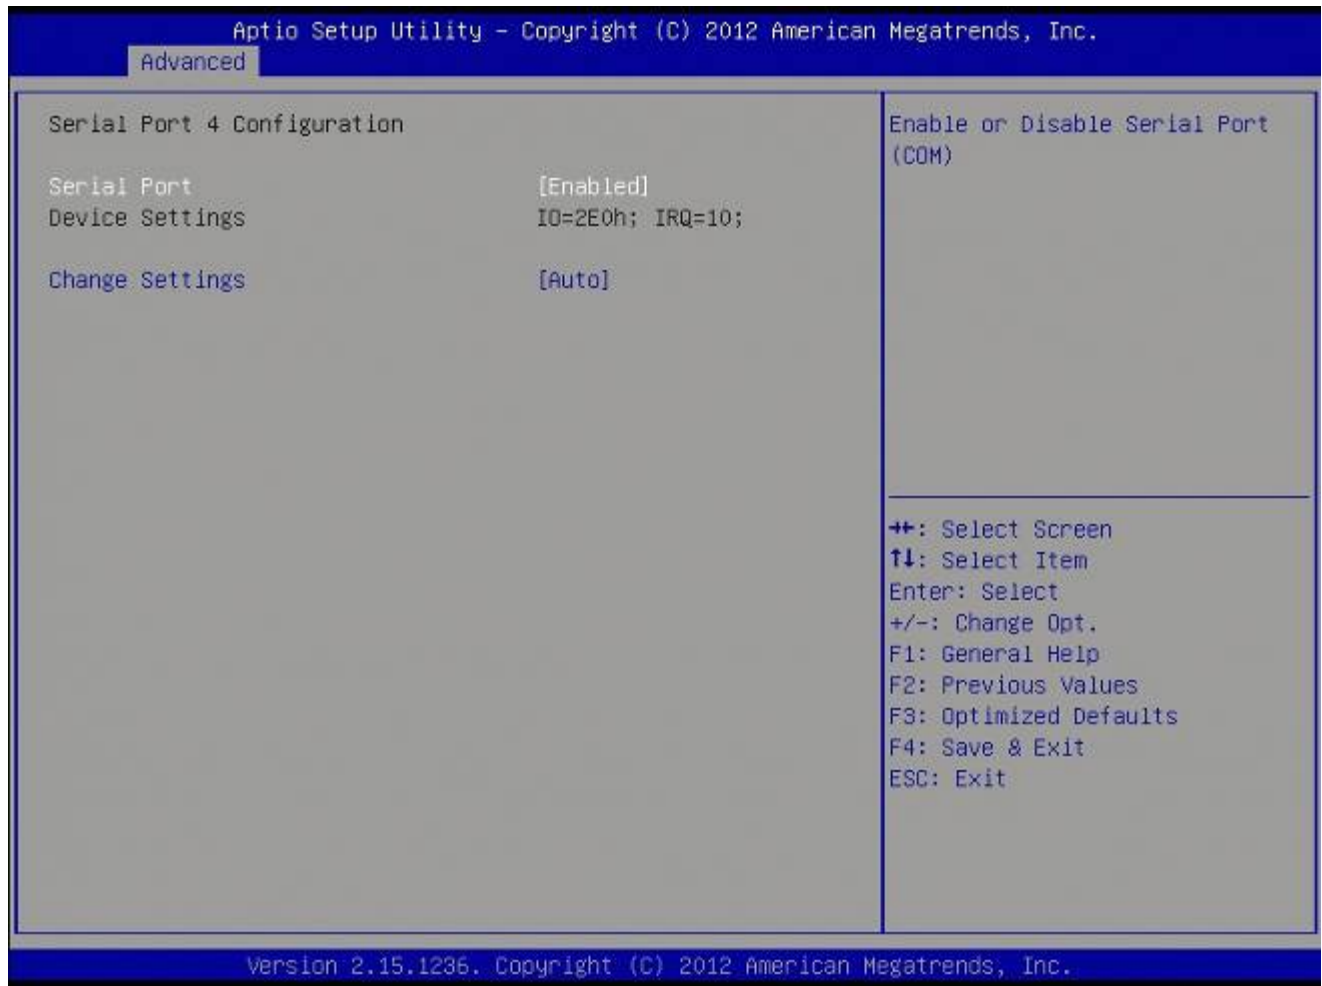 Aptio Setup Utility – Copyright (C) 2012 American Megatrends, Inc.
Advanced
Serial Port 4 Configuration
Serial Port [Enabled]
Device Settings IO=2E0h; IRQ=10;
Change Settings [Auto]
Enable or Disable Serial Port
(COM)
→←: Select Screen
↑↓: Select Item
Enter: Select
+/-: Change Opt.
F1: General Help
F2: Previous Values
F3: Optimized Defaults
F4: Save & Exit
ESC: Exit
Version 2.15.1236. Copyright (C) 2012 American Megatrends, Inc.